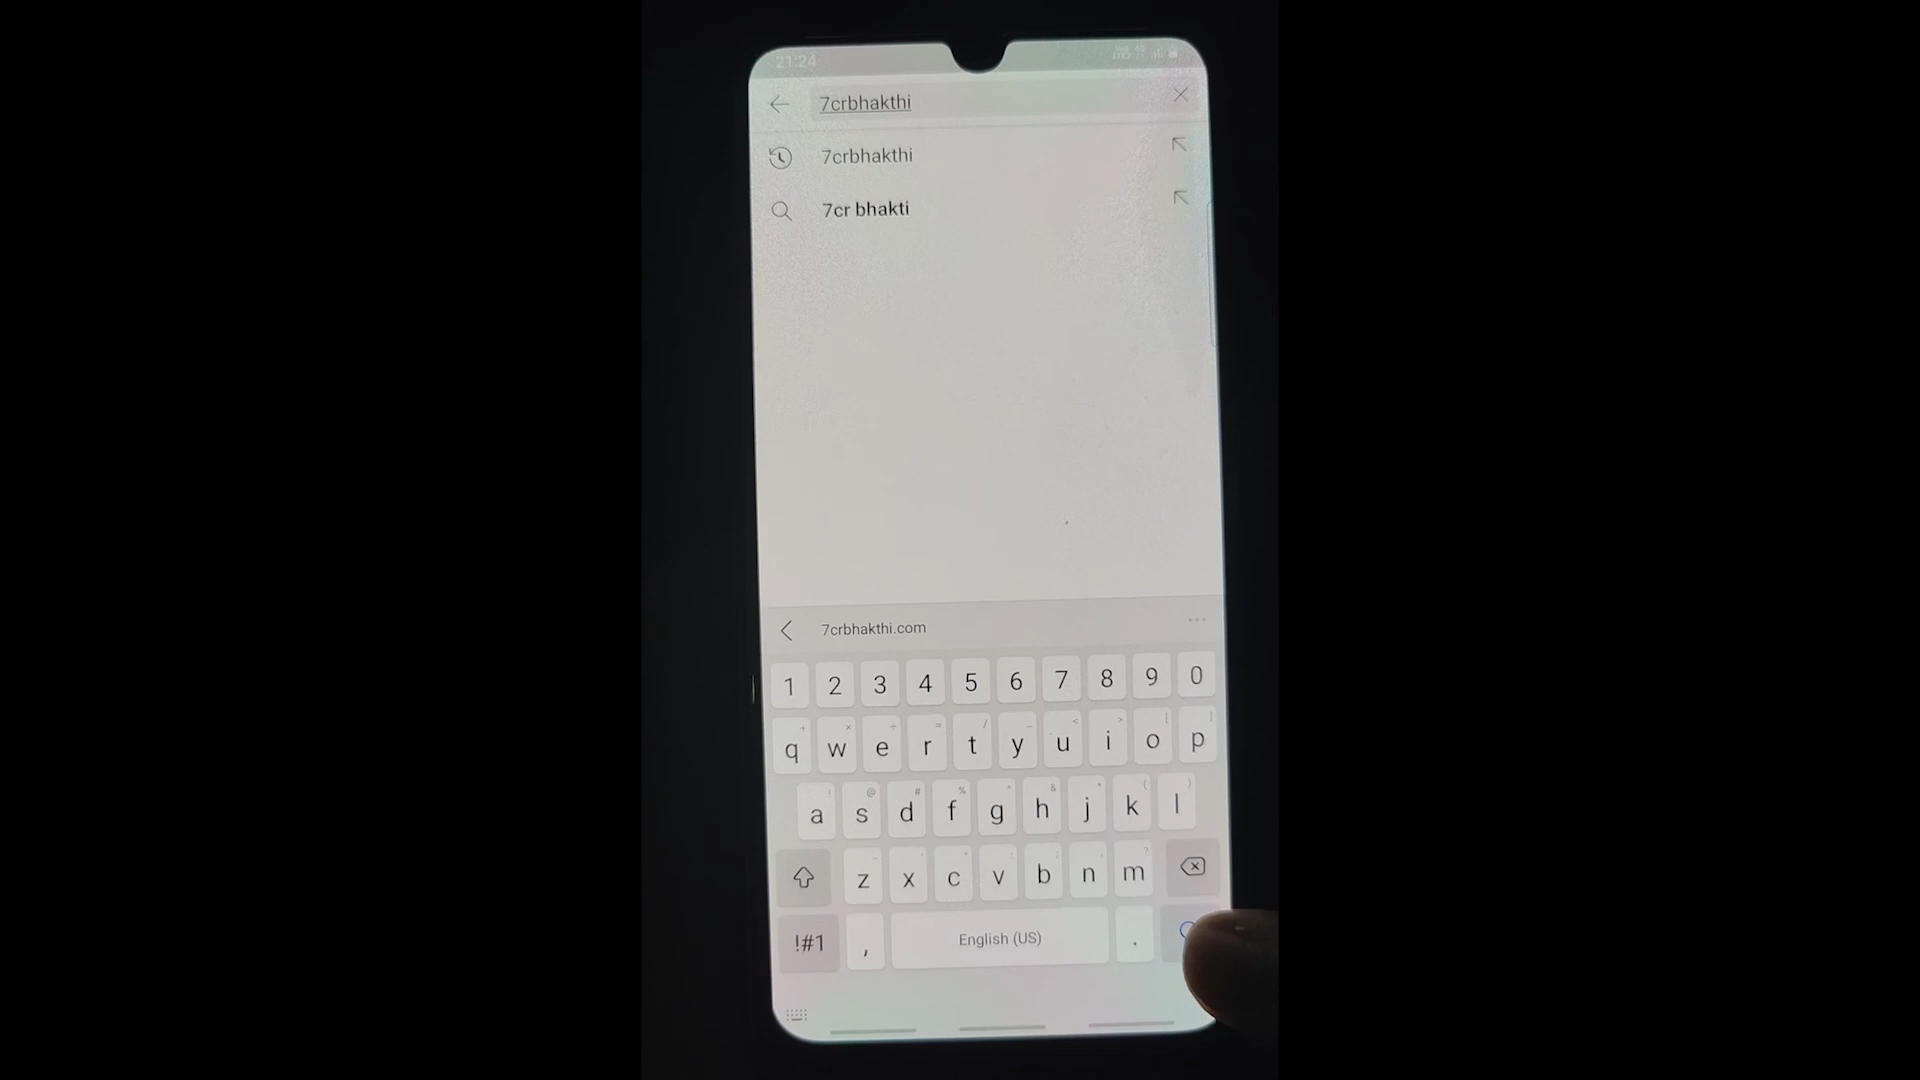 21:24
7crbhakthi
7crbhakthi
7cr bhakti
7crbhakthi.com
1 2 3 4 5 6 7 8 9 0
q w e r t y u i o p
a s d f g h j k l
z x c v b n m
!#1 , English (US) .